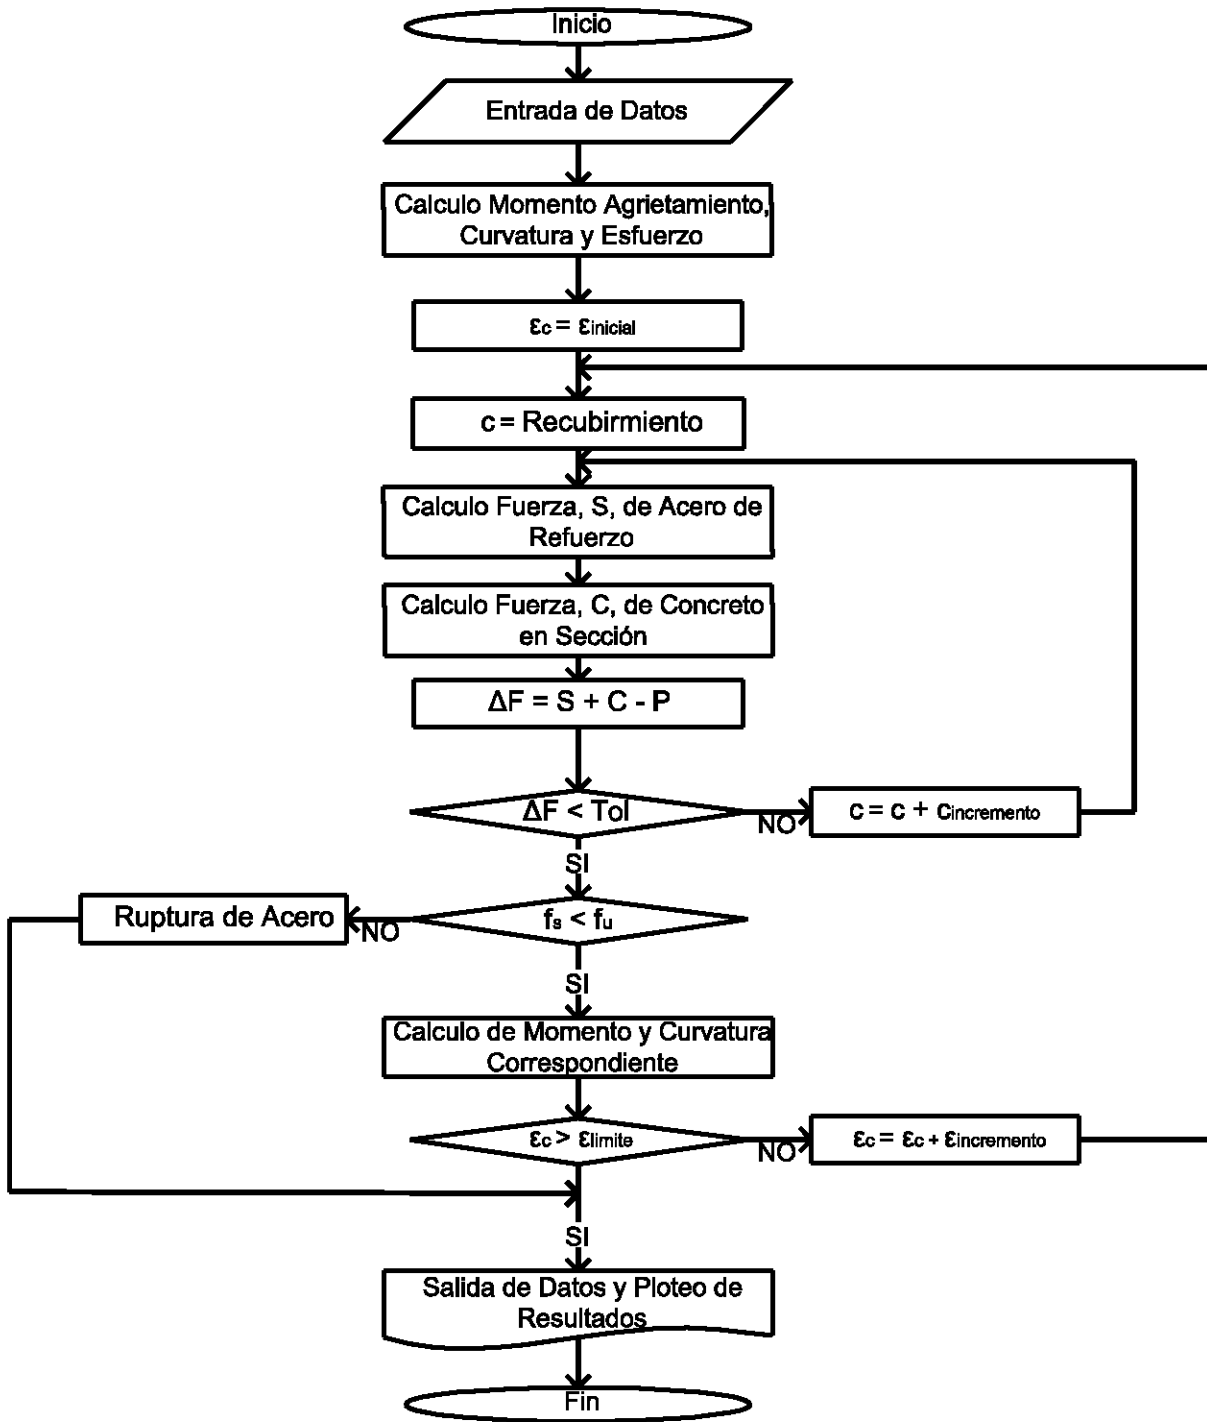 Inicio
Entrada de Datos
Calculo Momento Agrietamiento,
Curvatura y Esfuerzo
εc = εinicial
c = Recubirmiento
Calculo Fuerza, S, de Acero de
Refuerzo
Calculo Fuerza, C, de Concreto
en Sección
ΔF = S + C - P
ΔF < Tol
NO
c = c + cincremento
SI
fs < fu
NO
Ruptura de Acero
SI
Calculo de Momento y Curvatura
Correspondiente
εc > εlimite
NO
εc = εc + εincremento
SI
Salida de Datos y Ploteo de
Resultados
Fin